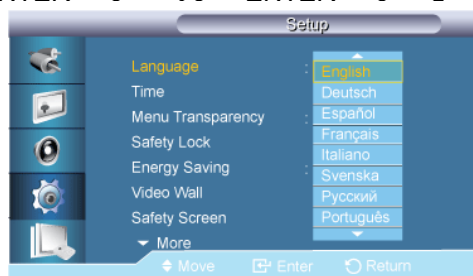 Setup
Language : English
Time Deutsch
Menu Transparency : Español
Safety Lock Français
Italiano
Energy Saving : Svenska
Video Wall Русский
Safety Screen Português
More
Move Enter Return